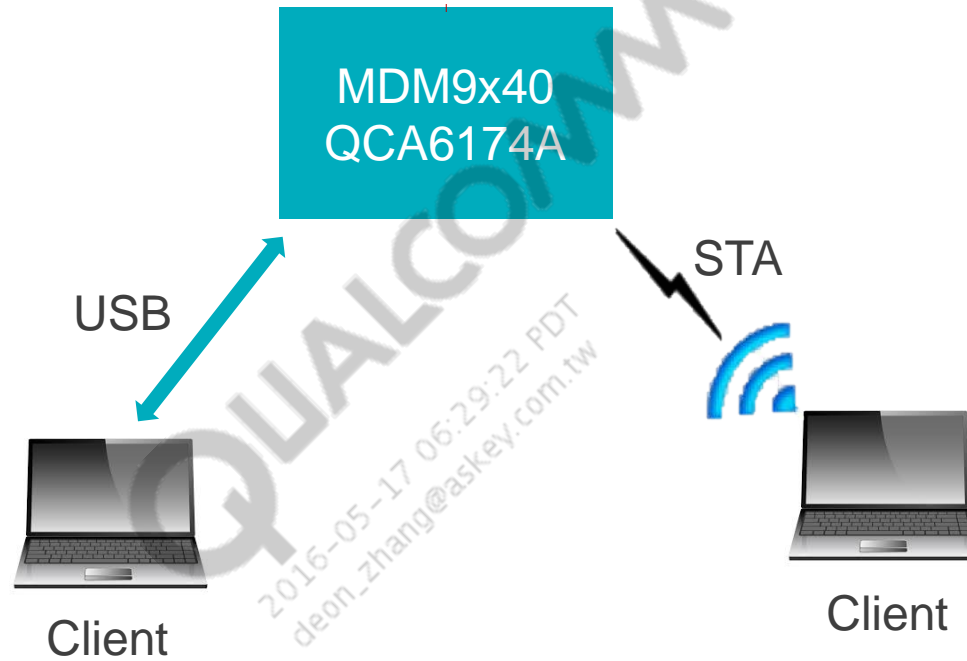 MDM9x40
QCA6174A
STA
USB
QUALCOMM
2016-05-17 06:29:22 PDT
deon_zhang@askey.com.tw
Client
Client